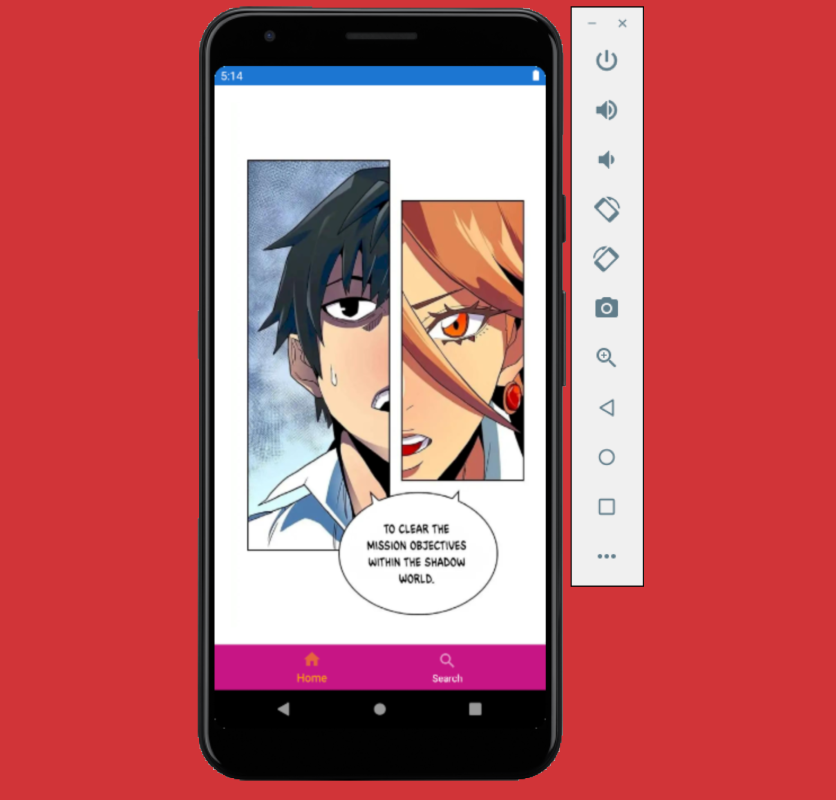 5:14
TO CLEAR THE
MISSION OBJECTIVES
WITHIN THE SHADOW
WORLD.
Home
Search